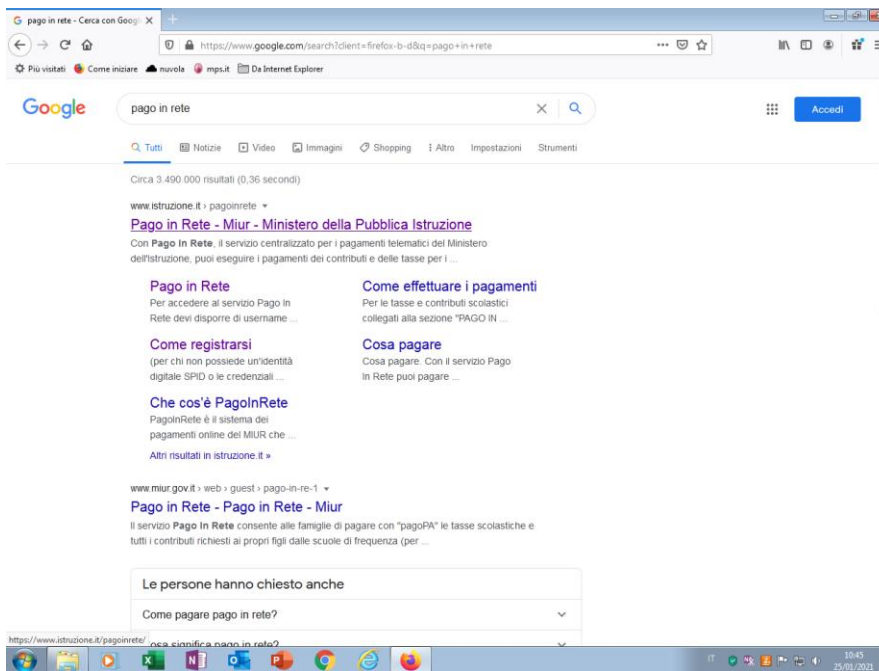 pago in rete - Cerca con Googl
https://www.google.com/search?client=firefox-b-d&q=pago+in+rete
Più visitati Come iniziare nuvola mps.it Da Internet Explorer
Google pago in rete Accedi
Tutti Notizie Video Immagini Shopping Altro Impostazioni Strumenti
Circa 3.490.000 risultati (0,36 secondi)
www.istruzione.it › pagoinrete
Pago in Rete - Miur - Ministero della Pubblica Istruzione
Con Pago In Rete, il servizio centralizzato per i pagamenti telematici del Ministero
dell'Istruzione, puoi eseguire i pagamenti dei contributi e delle tasse per i ...
Pago in Rete
Per accedere al servizio Pago In
Rete devi disporre di username ...
Come effettuare i pagamenti
Per le tasse e contributi scolastici
collegati alla sezione "PAGO IN ...
Come registrarsi
(per chi non possiede un'identità
digitale SPID o le credenziali ...
Cosa pagare
Cosa pagare. Con il servizio Pago
In Rete puoi pagare ...
Che cos'è PagoInRete
PagoInRete è il sistema dei
pagamenti online del MIUR che ...
Altri risultati in istruzione.it »
www.miur.gov.it › web › guest › pago-in-re-1
Pago in Rete - Pago in Rete - Miur
Il servizio Pago In Rete consente alle famiglie di pagare con "pagoPA" le tasse scolastiche e
tutti i contributi richiesti ai propri figli dalle scuole di frequenza (per ...
Le persone hanno chiesto anche
Come pagare pago in rete?
Cosa significa pago in rete?
https://www.istruzione.it/pagoinrete/
IT
10:45
25/01/2021